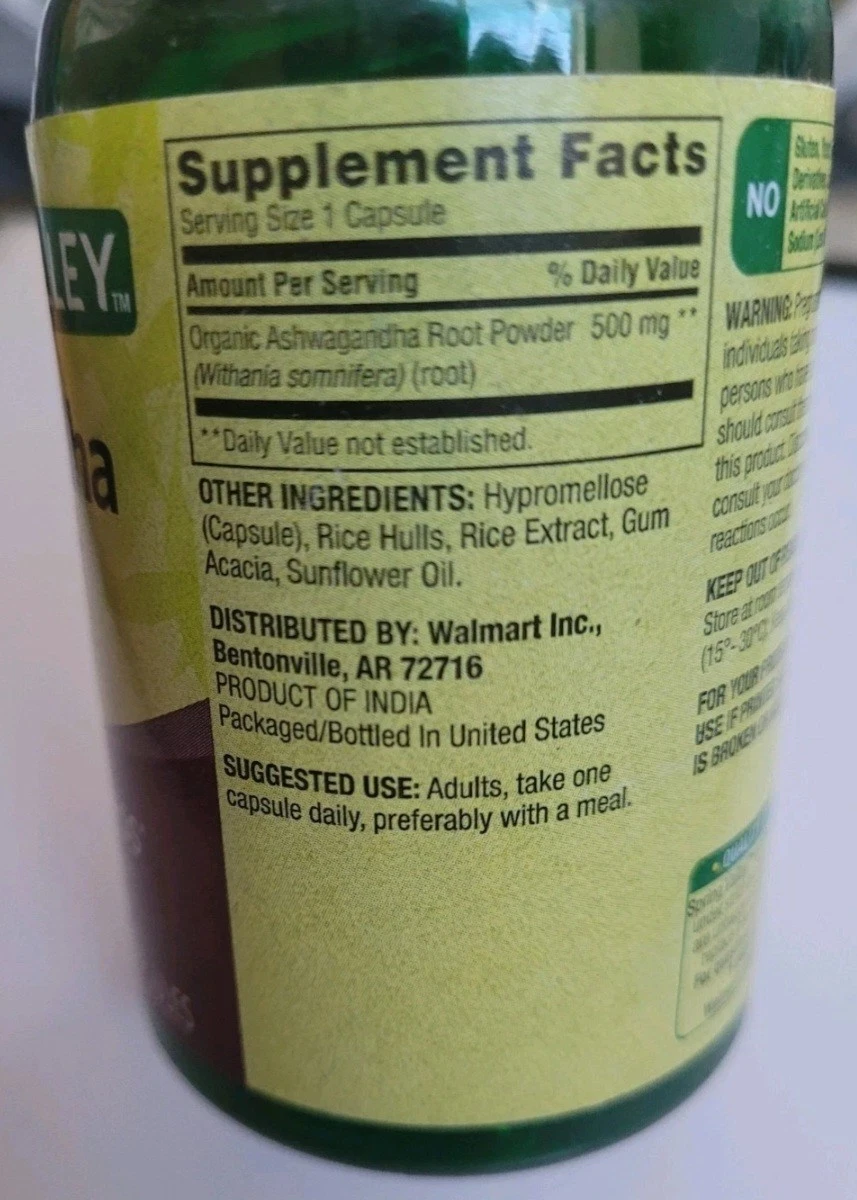 LEY™
ha
Supplement Facts
Serving Size 1 Capsule
Amount Per Serving % Daily Value
Organic Ashwagandha Root Powder 500 mg **
(Withania somnifera) (root)
**Daily Value not established.
OTHER INGREDIENTS: Hypromellose
(Capsule), Rice Hulls, Rice Extract, Gum
Acacia, Sunflower Oil.
DISTRIBUTED BY: Walmart Inc.,
Bentonville, AR 72716
PRODUCT OF INDIA
Packaged/Bottled In United States
SUGGESTED USE: Adults, take one
capsule daily, preferably with a meal.
NO
WARNING:
individuals
persons who
should consult
this product.
consult your
reactions occur.
KEEP OUT OF
Store at room
(15°-30°C)
FOR YOUR
USE IF
IS BROKEN